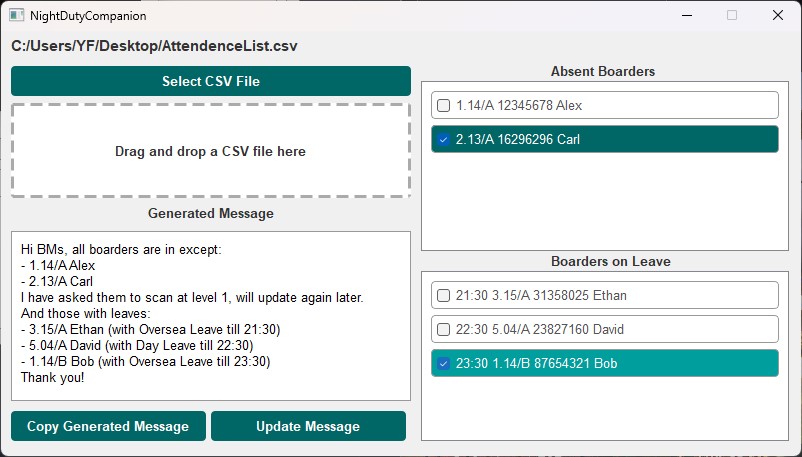 NightDutyCompanion
C:/Users/YF/Desktop/AttendenceList.csv
Select CSV File
Drag and drop a CSV file here
Generated Message
Hi BMs, all boarders are in except:
- 1.14/A Alex
- 2.13/A Carl
I have asked them to scan at level 1, will update again later.
And those with leaves:
- 3.15/A Ethan (with Oversea Leave till 21:30)
- 5.04/A David (with Day Leave till 22:30)
- 1.14/B Bob (with Oversea Leave till 23:30)
Thank you!
Copy Generated Message
Update Message
Absent Boarders
1.14/A 12345678 Alex
2.13/A 16296296 Carl
Boarders on Leave
21:30 3.15/A 31358025 Ethan
22:30 5.04/A 23827160 David
23:30 1.14/B 87654321 Bob